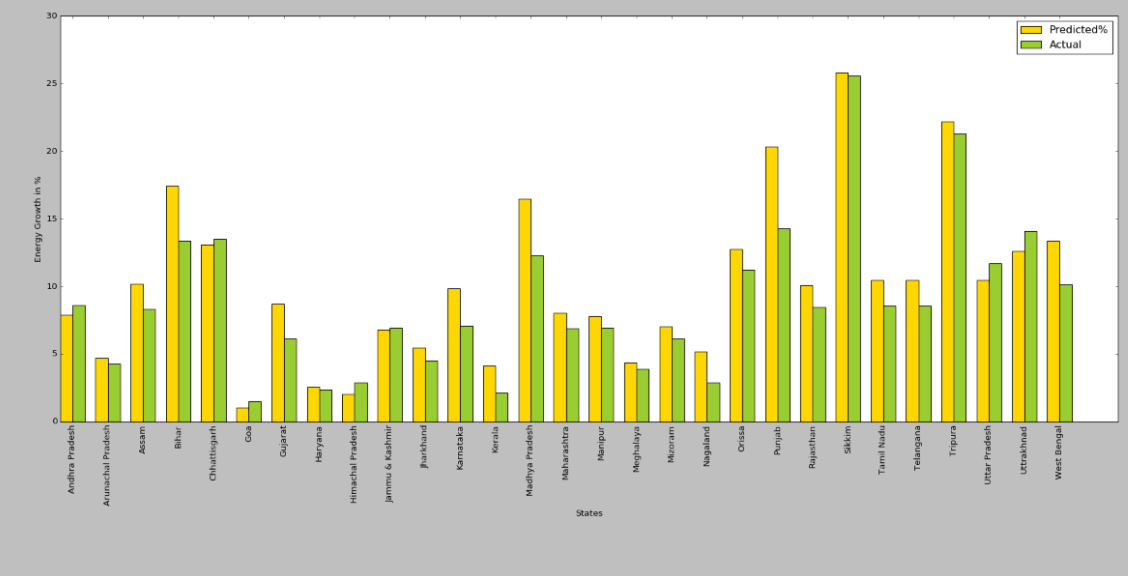 30
Predicted%
Actual
25
20
15
10
5
0
Energy Growth in %
Andhra Pradesh
Arunachal Pradesh
Assam
Bihar
Chhattisgarh
Goa
Gujarat
Haryana
Himachal Pradesh
Jammu & Kashmir
Jharkhand
Karnataka
Kerala
Madhya Pradesh
Maharashtra
Manipur
Meghalaya
Mizoram
Nagaland
Orissa
Punjab
Rajasthan
Sikkim
Tamil Nadu
Telangana
Tripura
Uttar Pradesh
Uttrakhnad
West Bengal
States